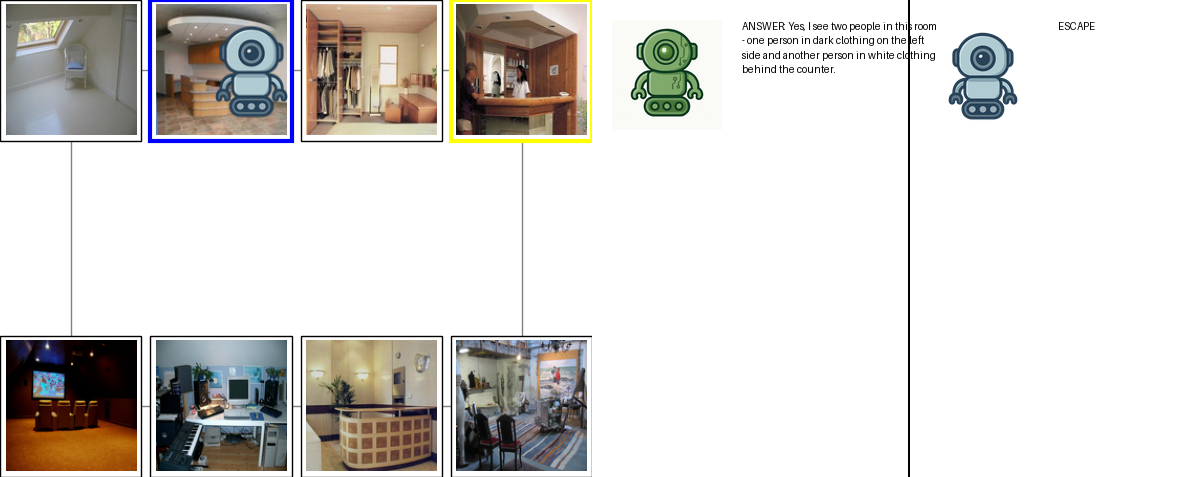 ANSWER: Yes, I see two people in this room
- one person in dark clothing on the left
side and another person in white clothing
behind the counter.
ESCAPE